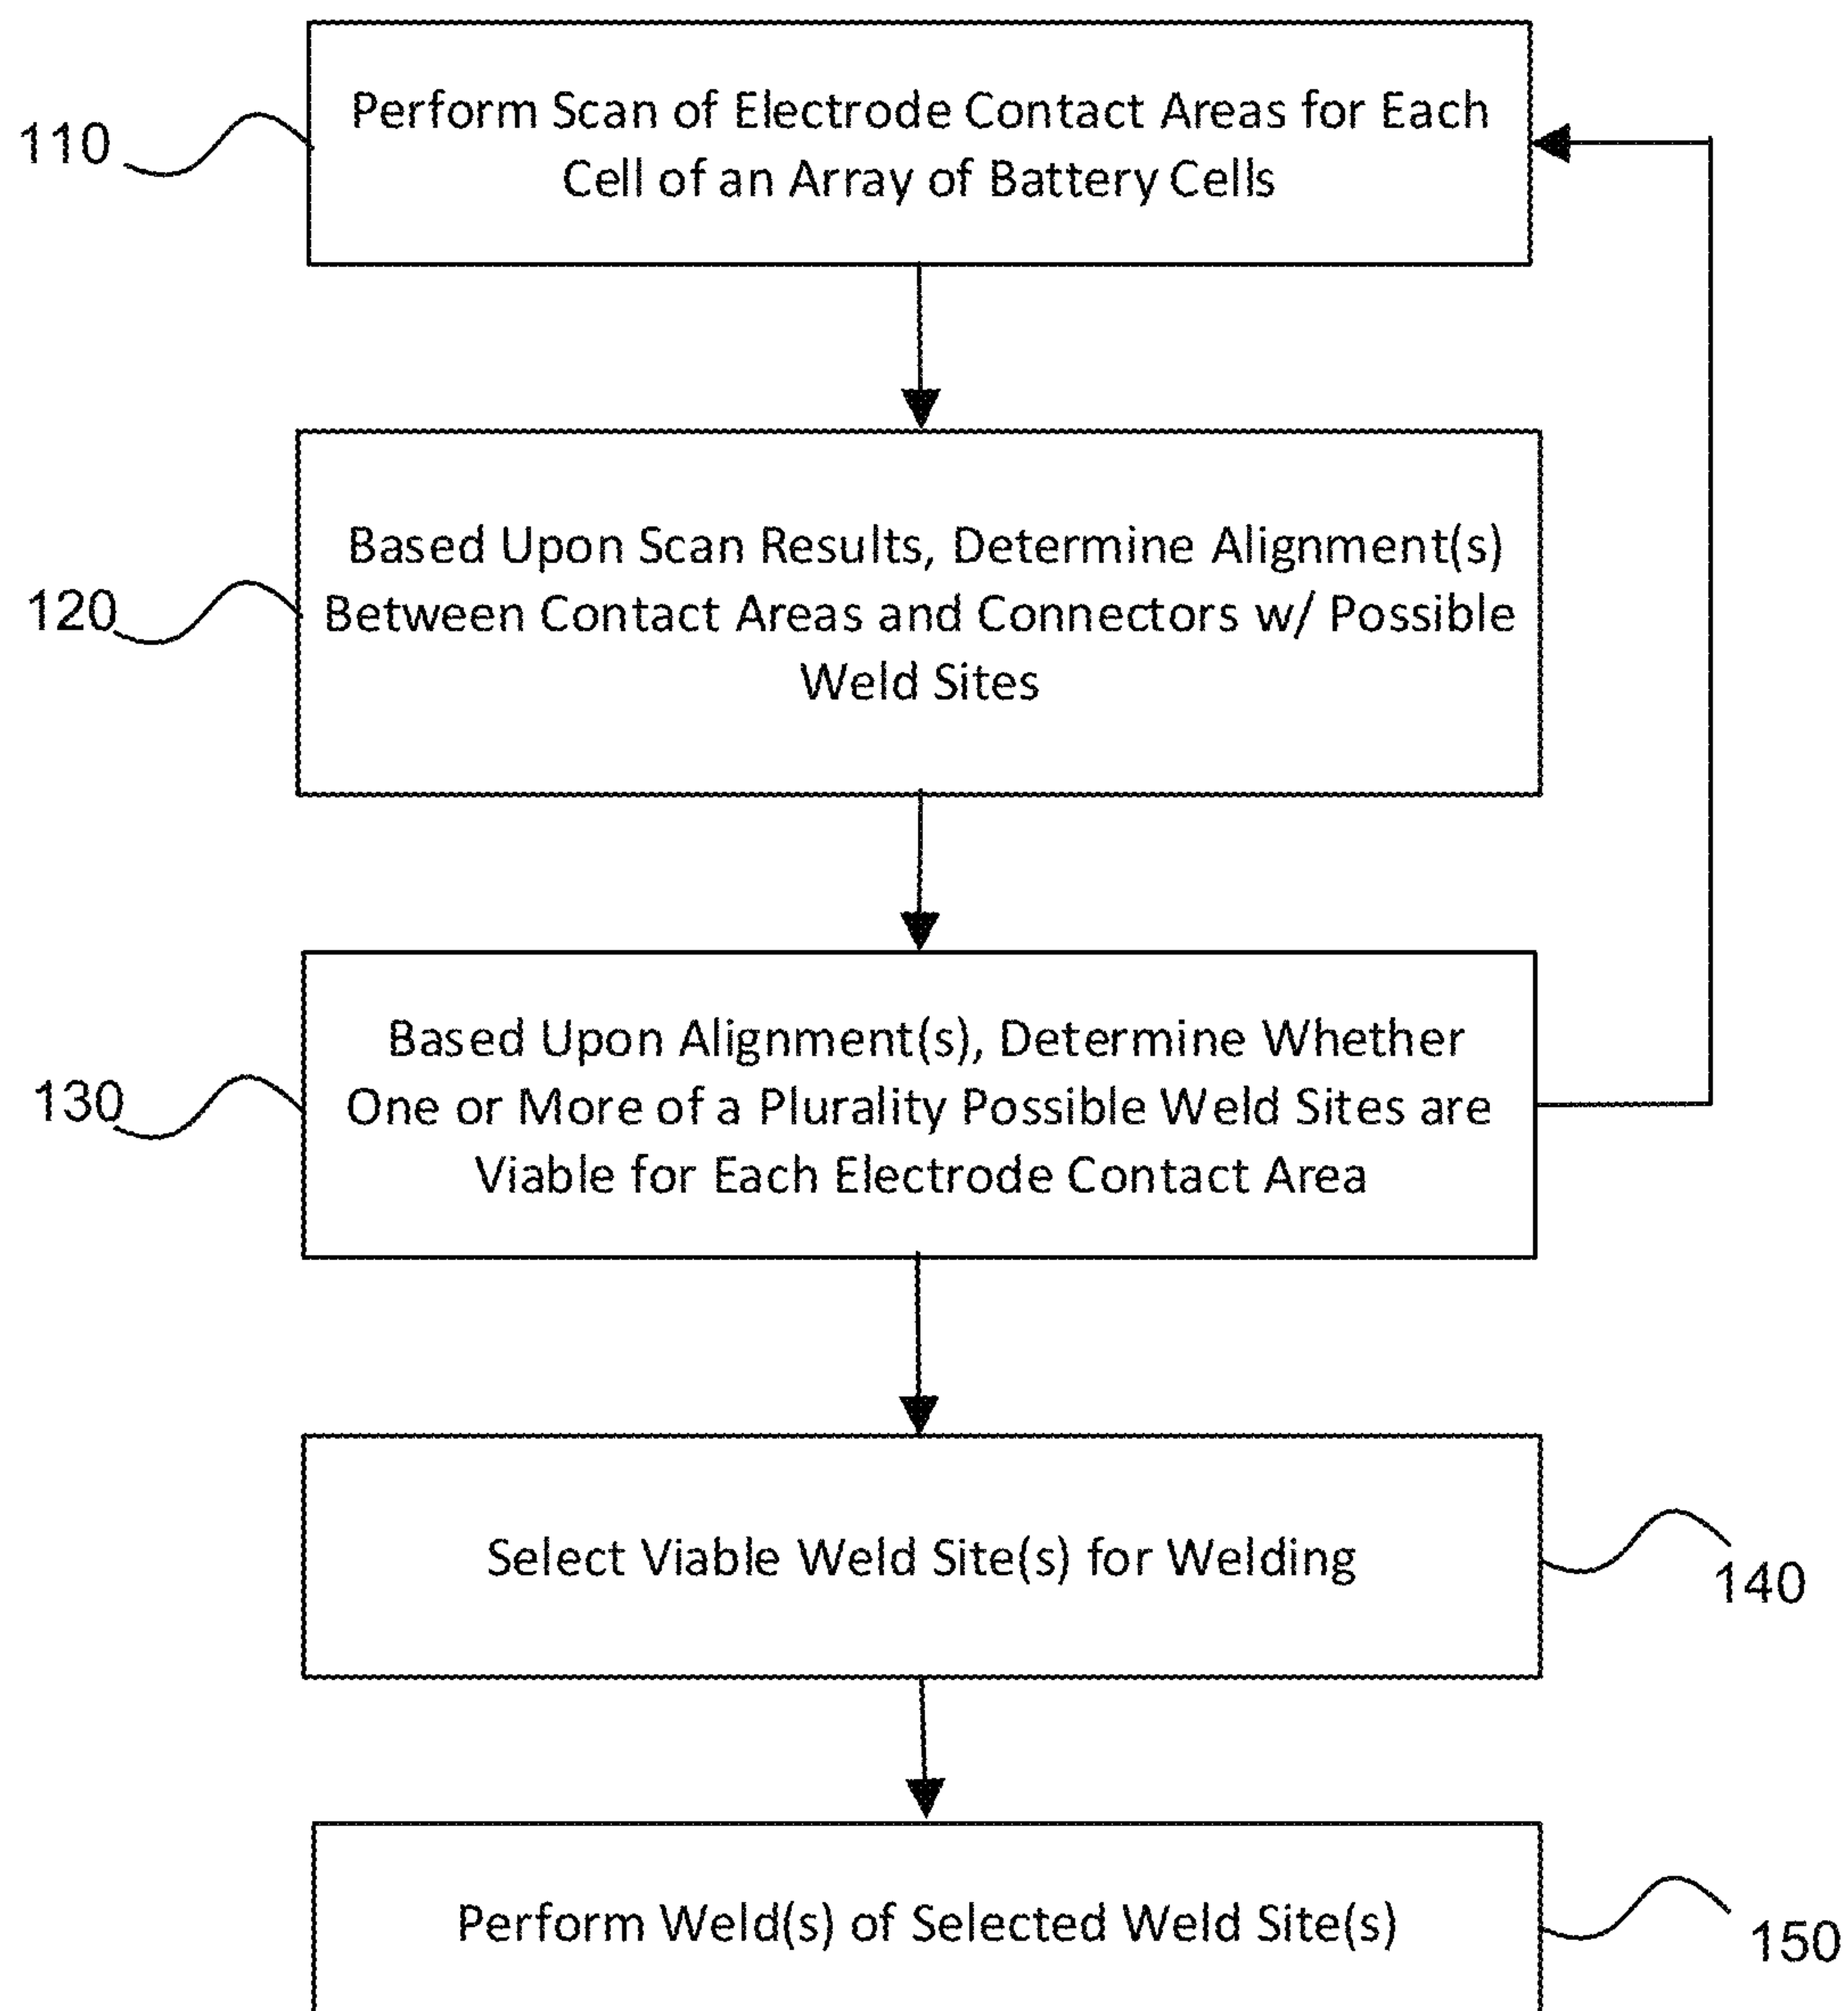 110
Perform Scan of Electrode Contact Areas for Each
Cell of an Array of Battery Cells
120
Based Upon Scan Results, Determine Alignment(s)
Between Contact Areas and Connectors w/ Possible
Weld Sites
130
Based Upon Alignment(s), Determine Whether
One or More of a Plurality Possible Weld Sites are
Viable for Each Electrode Contact Area
Select Viable Weld Site(s) for Welding
140
Perform Weld(s) of Selected Weld Site(s)
150